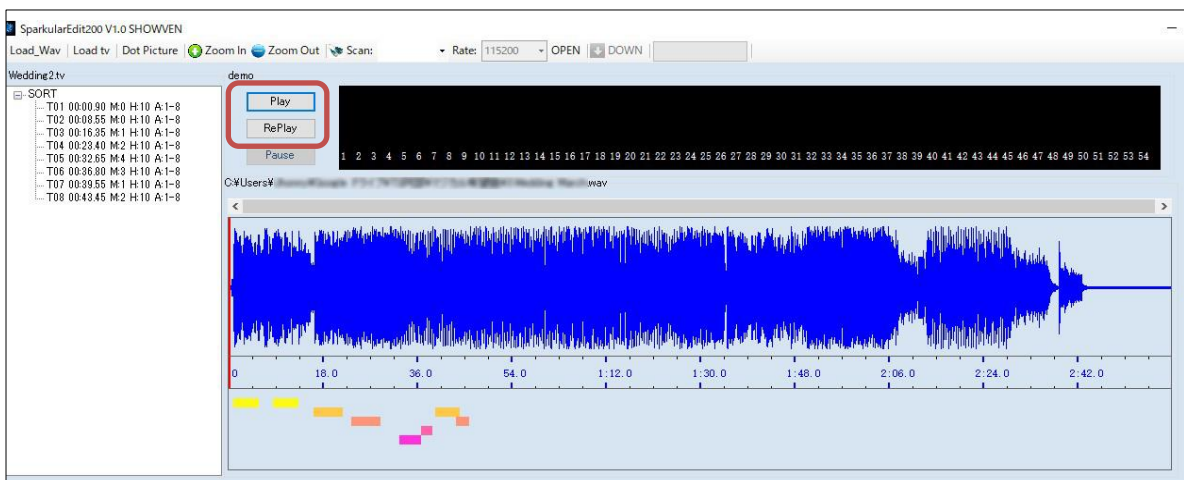 SparkularEdit200 V1.0 SHOWVEN
Load_Wav Load tv Dot Picture Zoom In Zoom Out Scan: Rate: 115200 OPEN DOWN
Wedding2.tv
SORT
T01 00:00.90 M:0 H:10 A:1-8
T02 00:08.55 M:0 H:10 A:1-8
T03 00:16.35 M:1 H:10 A:1-8
T04 00:23.40 M:2 H:10 A:1-8
T05 00:32.65 M:4 H:10 A:1-8
T06 00:36.80 M:3 H:10 A:1-8
T07 00:39.55 M:1 H:10 A:1-8
T08 00:43.45 M:2 H:10 A:1-8
demo
Play
RePlay
Pause
1 2 3 4 5 6 7 8 9 10 11 12 13 14 15 16 17 18 19 20 21 22 23 24 25 26 27 28 29 30 31 32 33 34 35 36 37 38 39 40 41 42 43 44 45 46 47 48 49 50 51 52 53 54
C:¥Users¥ .wav
0 18.0 36.0 54.0 1:12.0 1:30.0 1:48.0 2:06.0 2:24.0 2:42.0